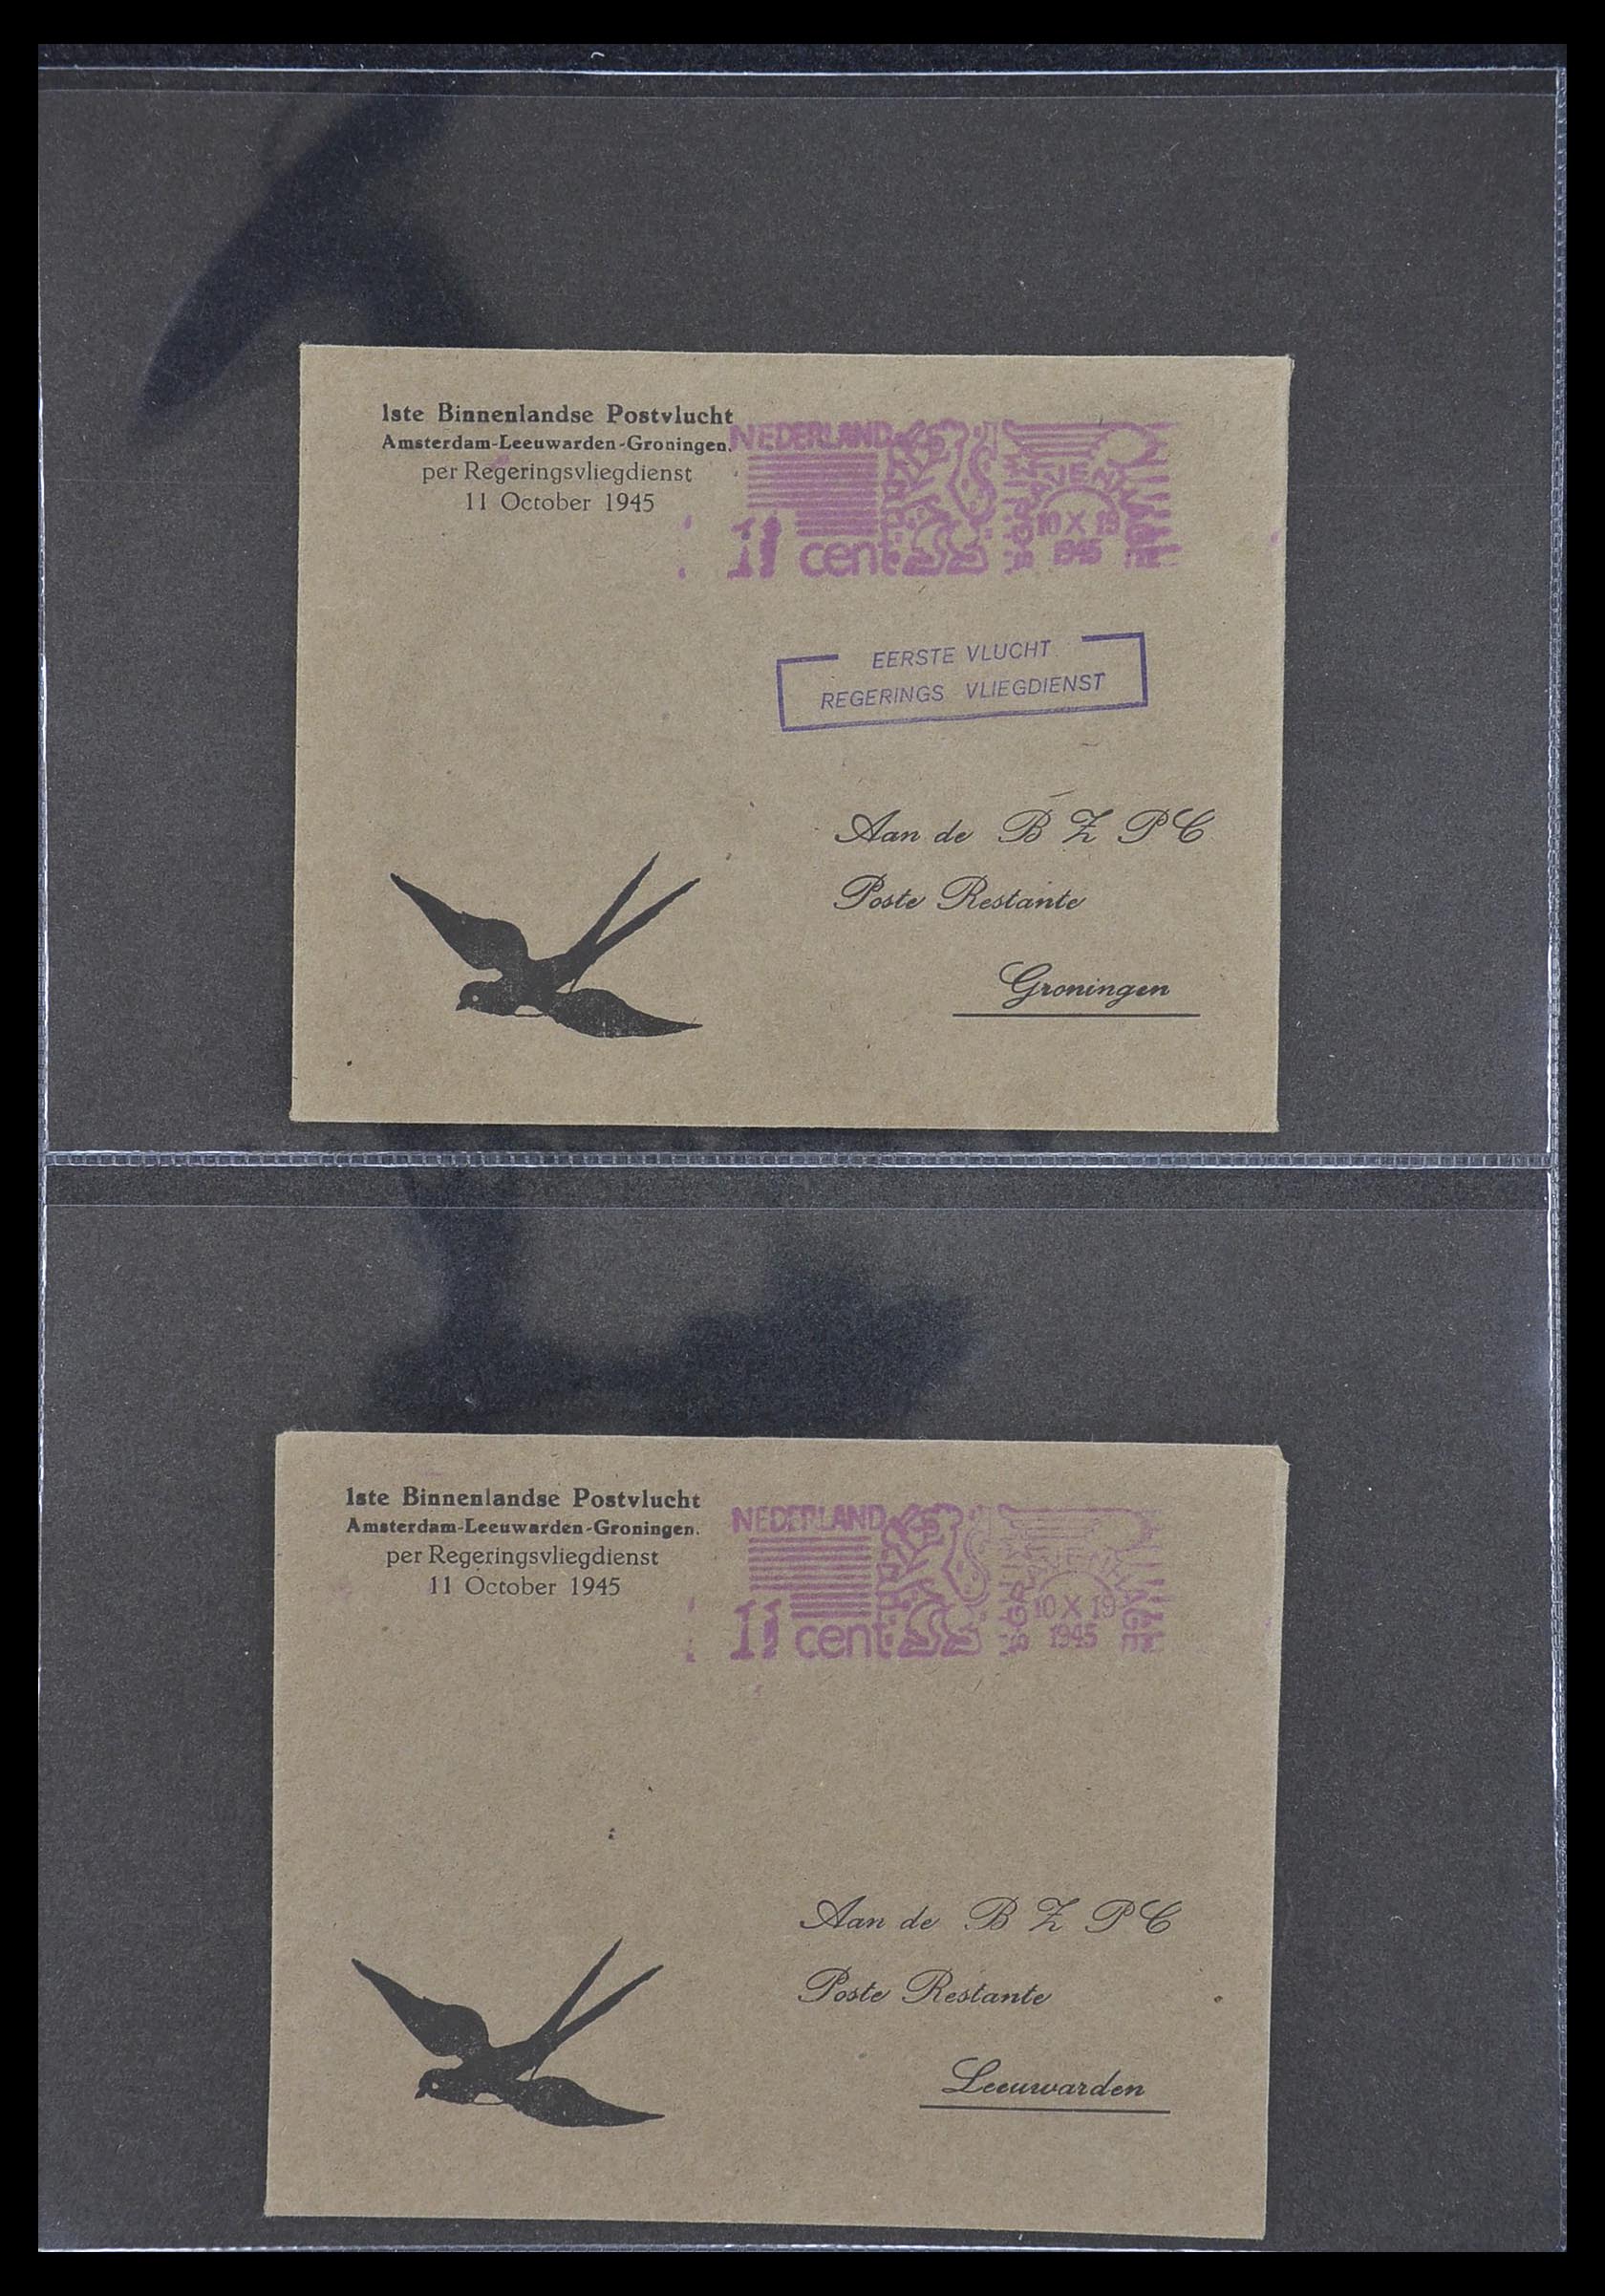 1ste Binnenlandse Postvlucht
Amsterdam-Leeuwarden-Groningen.
per Regeringsvliegdienst
11 October 1945
NEDERLAND
'S-GRAVENHAGE
10 X 19
1945
11 cent
EERSTE VLUCHT
REGERINGS VLIEGDIENST
Aan de B Z P C
Poste Restante
Groningen
1ste Binnenlandse Postvlucht
Amsterdam-Leeuwarden-Groningen.
per Regeringsvliegdienst
11 October 1945
NEDERLAND
'S-GRAVENHAGE
10 X 19
1945
11 cent
Aan de B Z P C
Poste Restante
Leeuwarden